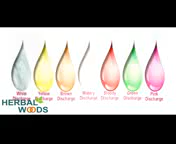 White Discharge
Yellow Discharge
Brown Discharge
Watery Discharge
Bloody Discharge
Green Discharge
Pink Discharge
HERBAL
WOODS